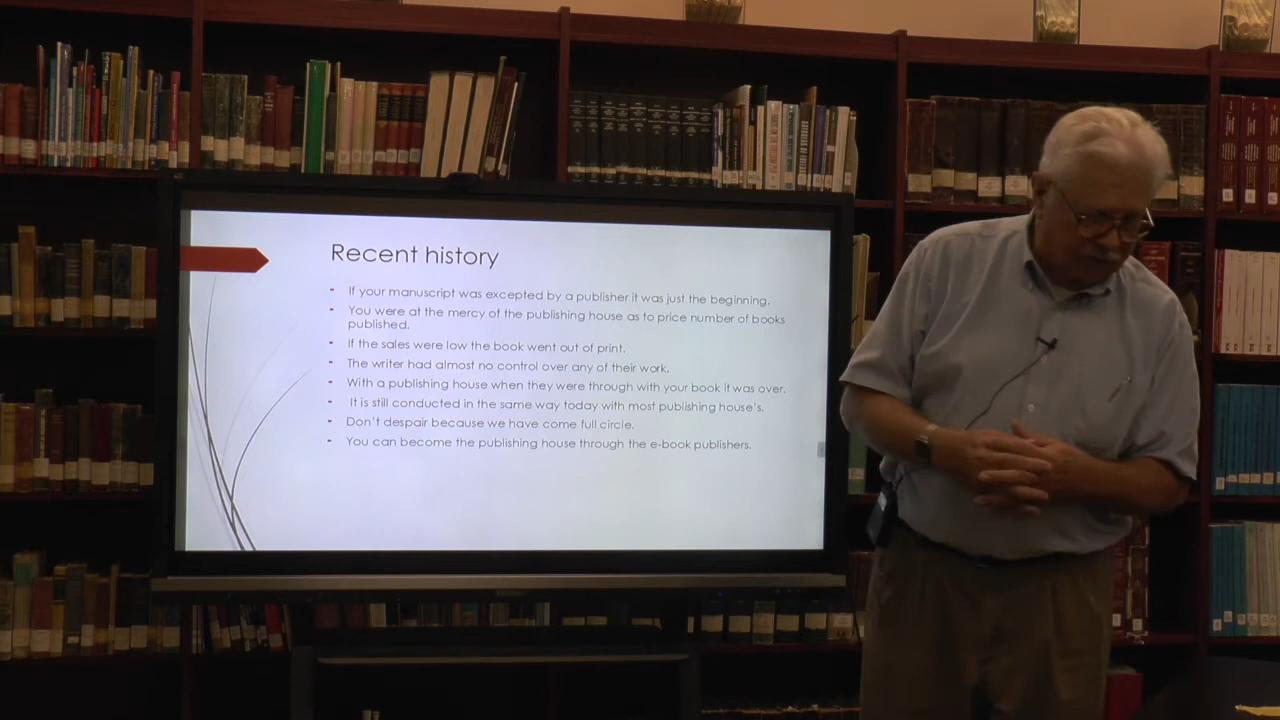 Recent history
If your manuscript was excepted by a publisher it was just the beginning.
You were at the mercy of the publishing house as to price number of books
published.
If the sales were low the book went out of print.
The writer had almost no control over any of their work.
With a publishing house when they were through with your book it was over.
It is still conducted in the same way today with most publishing house's.
Don't despair because we have come full circle.
You can become the publishing house through the e-book publishers.